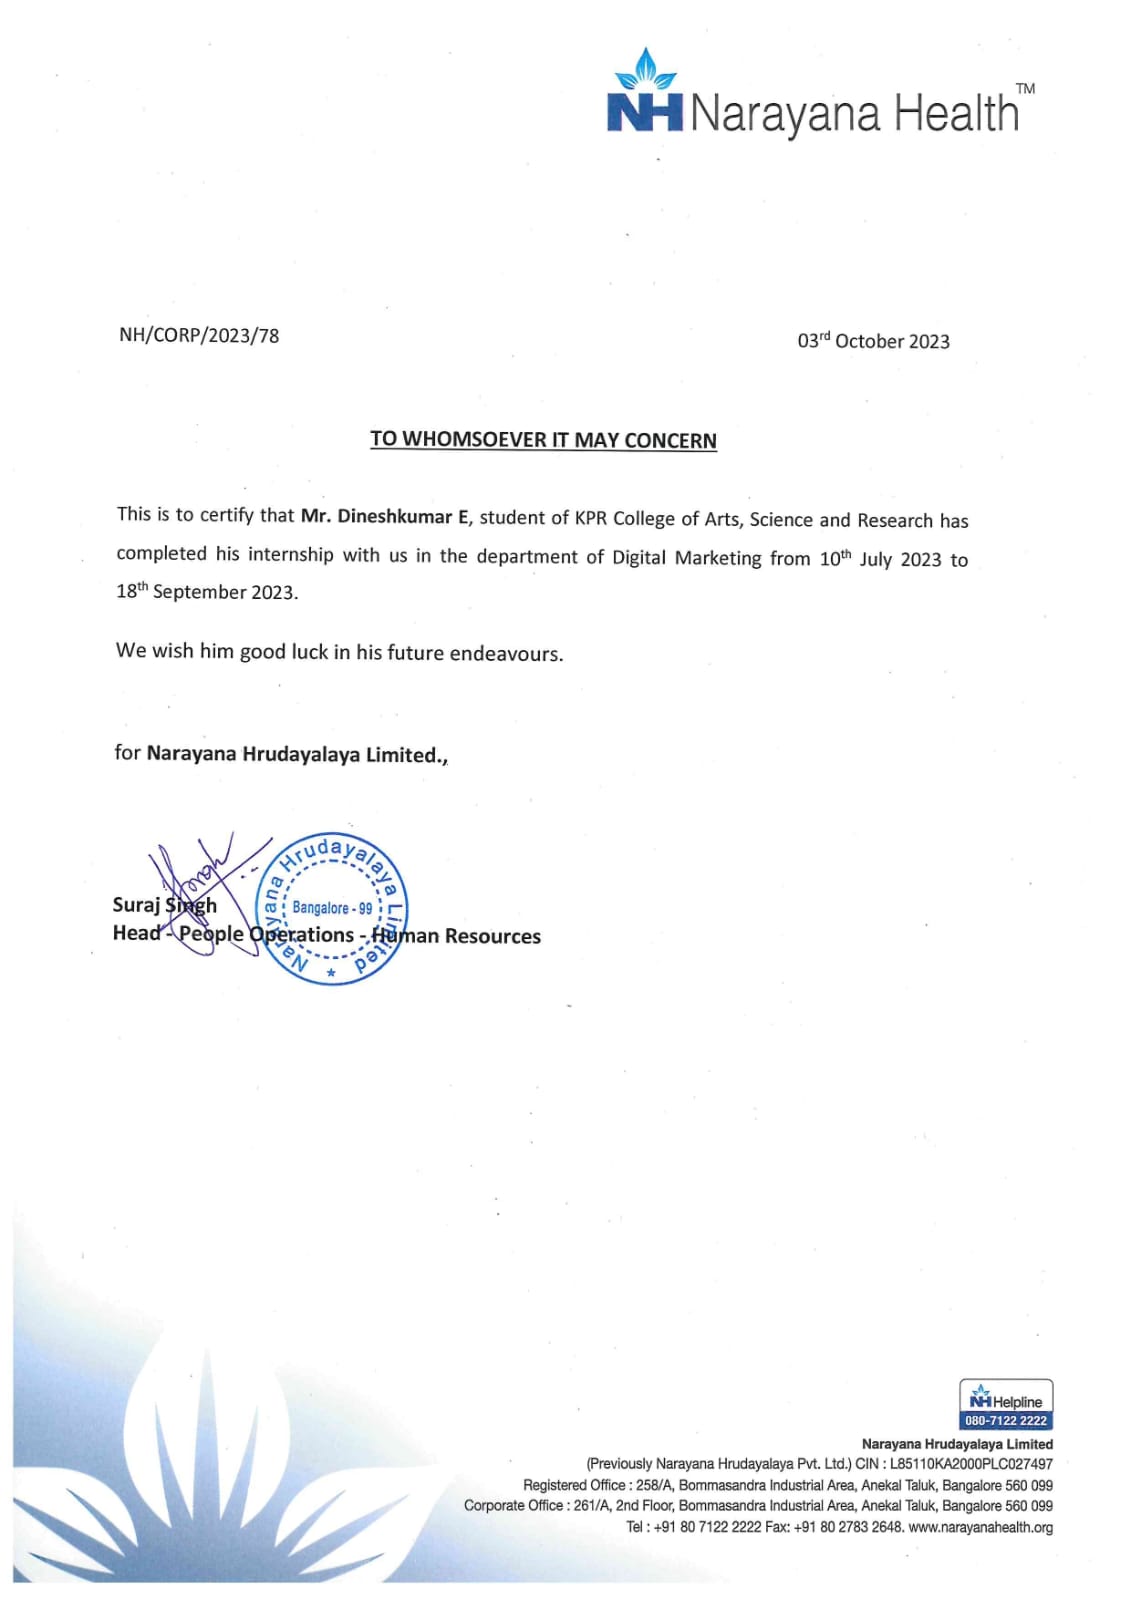 NH Narayana Health™
NH/CORP/2023/78
03rd October 2023
TO WHOMSOEVER IT MAY CONCERN
This is to certify that Mr. Dineshkumar E, student of KPR College of Arts, Science and Research has
completed his internship with us in the department of Digital Marketing from 10th July 2023 to
18th September 2023.
We wish him good luck in his future endeavours.
for Narayana Hrudayalaya Limited.,
Narayana Hrudayalaya Limited
Bangalore - 99
Suraj Singh
Head - People Operations - Human Resources
NH Helpline
080-7122 2222
Narayana Hrudayalaya Limited
(Previously Narayana Hrudayalaya Pvt. Ltd.) CIN : L85110KA2000PLC027497
Registered Office : 258/A, Bommasandra Industrial Area, Anekal Taluk, Bangalore 560 099
Corporate Office : 261/A, 2nd Floor, Bommasandra Industrial Area, Anekal Taluk, Bangalore 560 099
Tel : +91 80 7122 2222 Fax: +91 80 2783 2648. www.narayanahealth.org